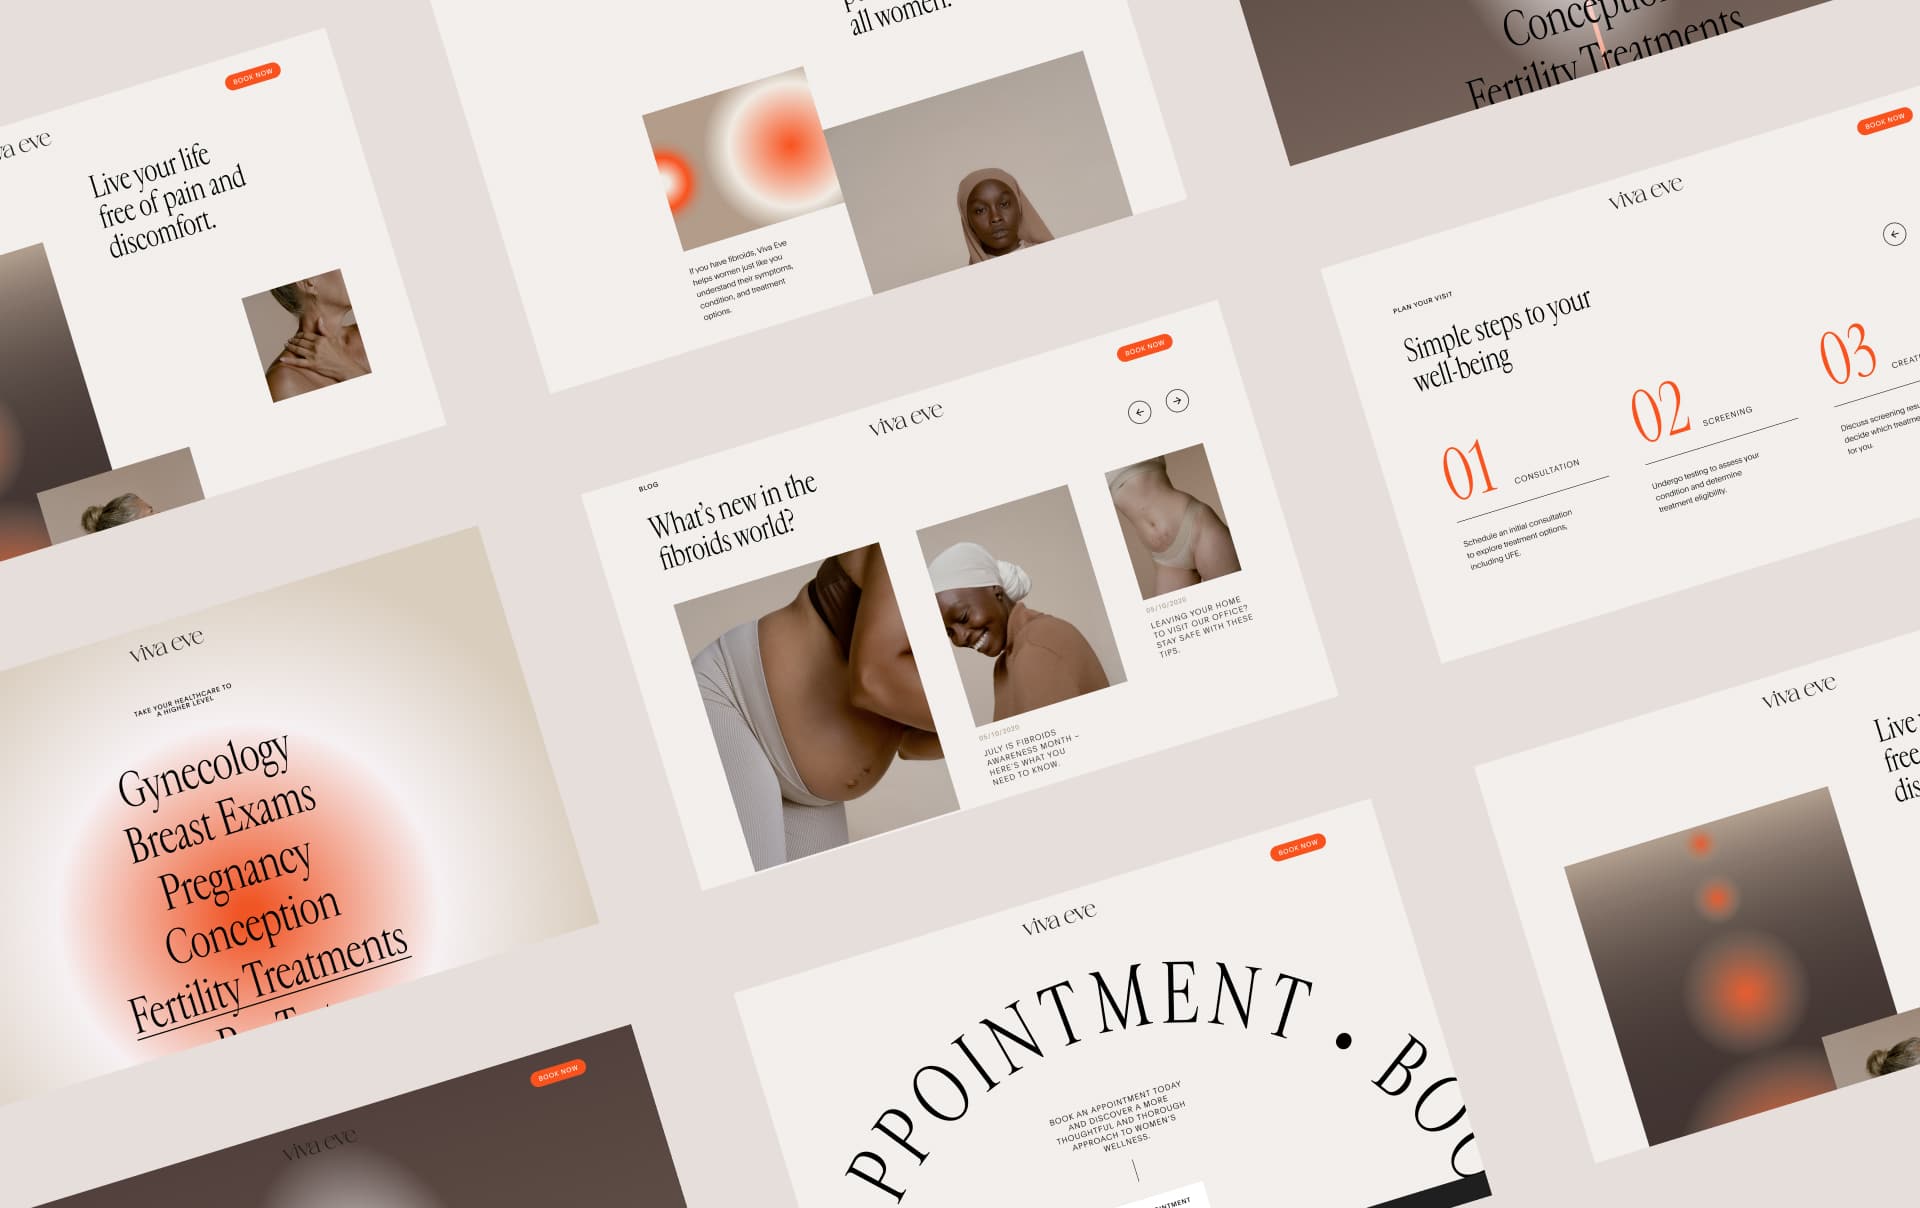 BOOK NOW
viva eve
Live your life
free of pain and
discomfort.
all women.
If you have fibroids, Viva Eve
helps women just like you
understand their symptoms,
condition, and treatment
options.
Conception
Fertility Treatments
BOOK NOW
viva eve
PLAN YOUR VISIT
Simple steps to your
well-being
01 CONSULTATION
Schedule an initial consultation
to explore treatment options,
including UFE.
02 SCREENING
Undergo testing to assess your
condition and determine
treatment eligibility.
03
Discuss screening
decide which
for you.
BOOK NOW
viva eve
BLOG
What's new in the
fibroids world?
05/10/2020
JULY IS FIBROIDS
AWARENESS MONTH –
HERE'S WHAT YOU
NEED TO KNOW.
05/10/2020
LEAVING YOUR HOME
TO VISIT OUR OFFICE?
STAY SAFE WITH THESE
TIPS.
viva eve
TAKE YOUR HEALTHCARE TO
A HIGHER LEVEL
Gynecology
Breast Exams
Pregnancy
Conception
Fertility Treatments
BOOK NOW
viva eve
BOOK NOW
viva eve
PPOINTMENT • BOO
BOOK AN APPOINTMENT TODAY
AND DISCOVER A MORE
THOUGHTFUL AND THOROUGH
APPROACH TO WOMEN'S
WELLNESS.
viva eve
Live
free
dis